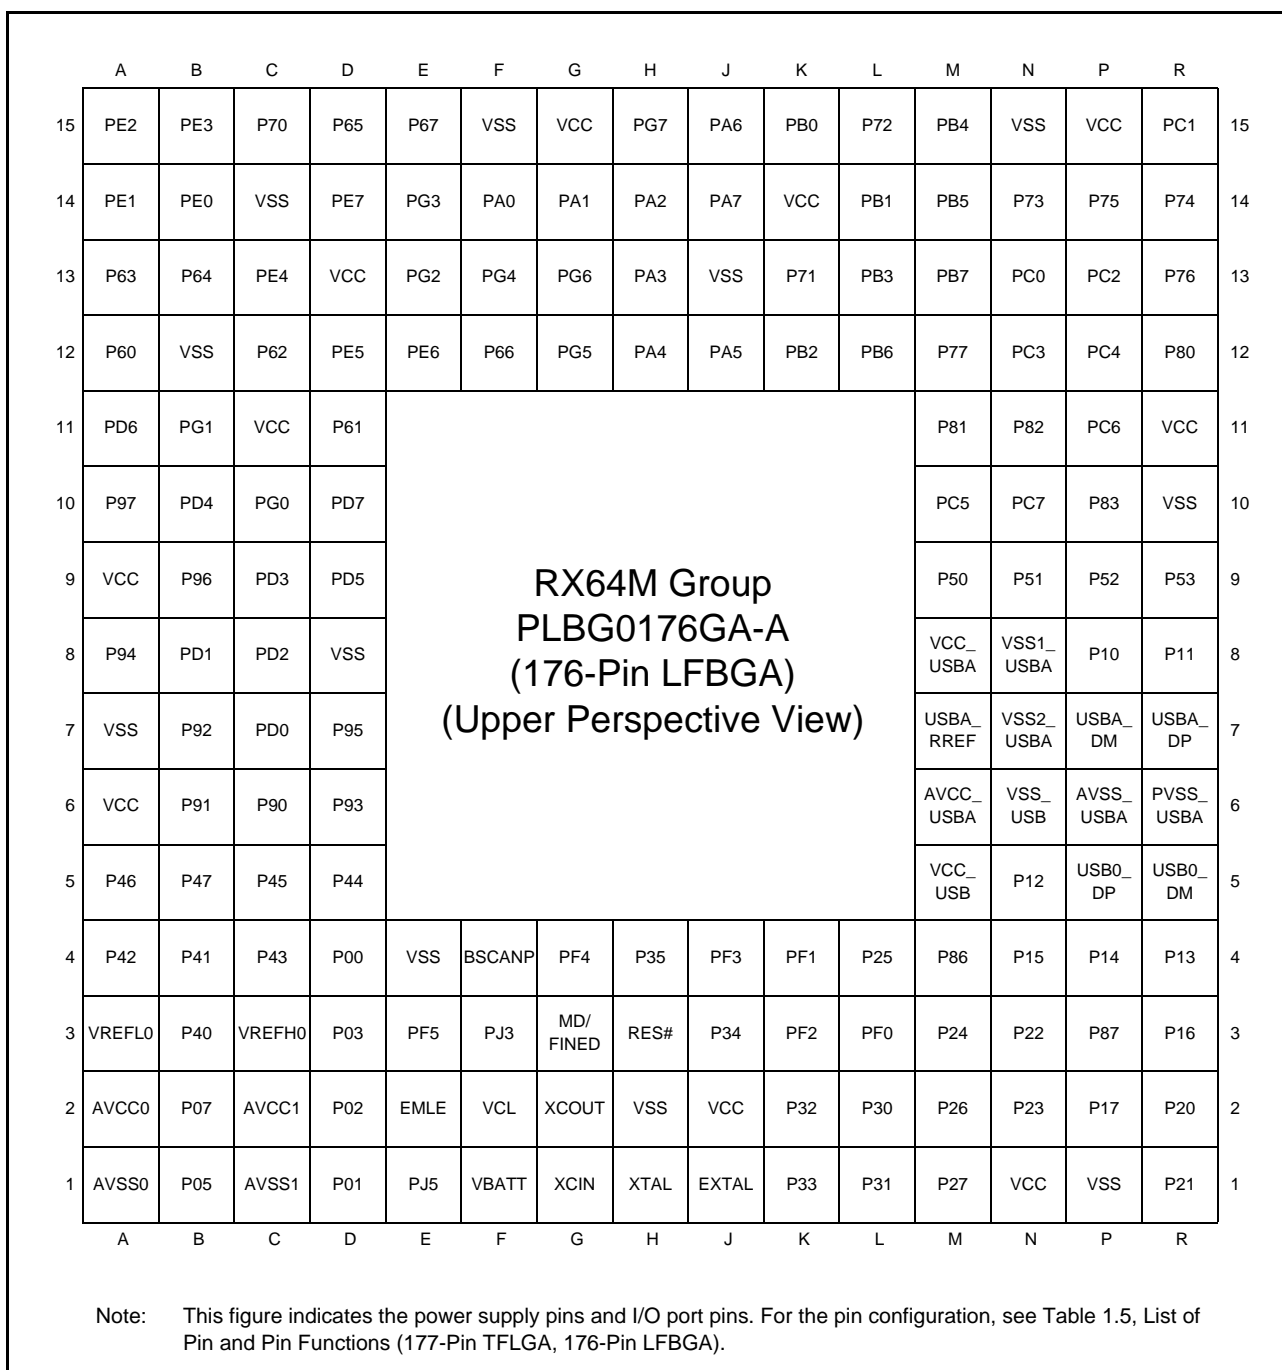 A B C D E F G H J K L M N P R
15 PE2 PE3 P70 P65 P67 VSS VCC PG7 PA6 PB0 P72 PB4 VSS VCC PC1 15
14 PE1 PE0 VSS PE7 PG3 PA0 PA1 PA2 PA7 VCC PB1 PB5 P73 P75 P74 14
13 P63 P64 PE4 VCC PG2 PG4 PG6 PA3 VSS P71 PB3 PB7 PC0 PC2 P76 13
12 P60 VSS P62 PE5 PE6 P66 PG5 PA4 PA5 PB2 PB6 P77 PC3 PC4 P80 12
11 PD6 PG1 VCC P61 P81 P82 PC6 VCC 11
10 P97 PD4 PG0 PD7 PC5 PC7 P83 VSS 10
9 VCC P96 PD3 PD5 P50 P51 P52 P53 9
RX64M Group
PLBG0176GA-A
(176-Pin LFBGA)
(Upper Perspective View)
8 P94 PD1 PD2 VSS VCC_ USBA VSS1_ USBA P10 P11 8
7 VSS P92 PD0 P95 USBA_ RREF VSS2_ USBA USBA_ DM USBA_ DP 7
6 VCC P91 P90 P93 AVCC_ USBA VSS_ USB AVSS_ USBA PVSS_ USBA 6
5 P46 P47 P45 P44 VCC_ USB P12 USB0_ DP USB0_ DM 5
4 P42 P41 P43 P00 VSS BSCANP PF4 P35 PF3 PF1 P25 P86 P15 P14 P13 4
3 VREFL0 P40 VREFH0 P03 PF5 PJ3 MD/ FINED RES# P34 PF2 PF0 P24 P22 P87 P16 3
2 AVCC0 P07 AVCC1 P02 EMLE VCL XCOUT VSS VCC P32 P30 P26 P23 P17 P20 2
1 AVSS0 P05 AVSS1 P01 PJ5 VBATT XCIN XTAL EXTAL P33 P31 P27 VCC VSS P21 1
A B C D E F G H J K L M N P R
Note: This figure indicates the power supply pins and I/O port pins. For the pin configuration, see Table 1.5, List of
Pin and Pin Functions (177-Pin TFLGA, 176-Pin LFBGA).